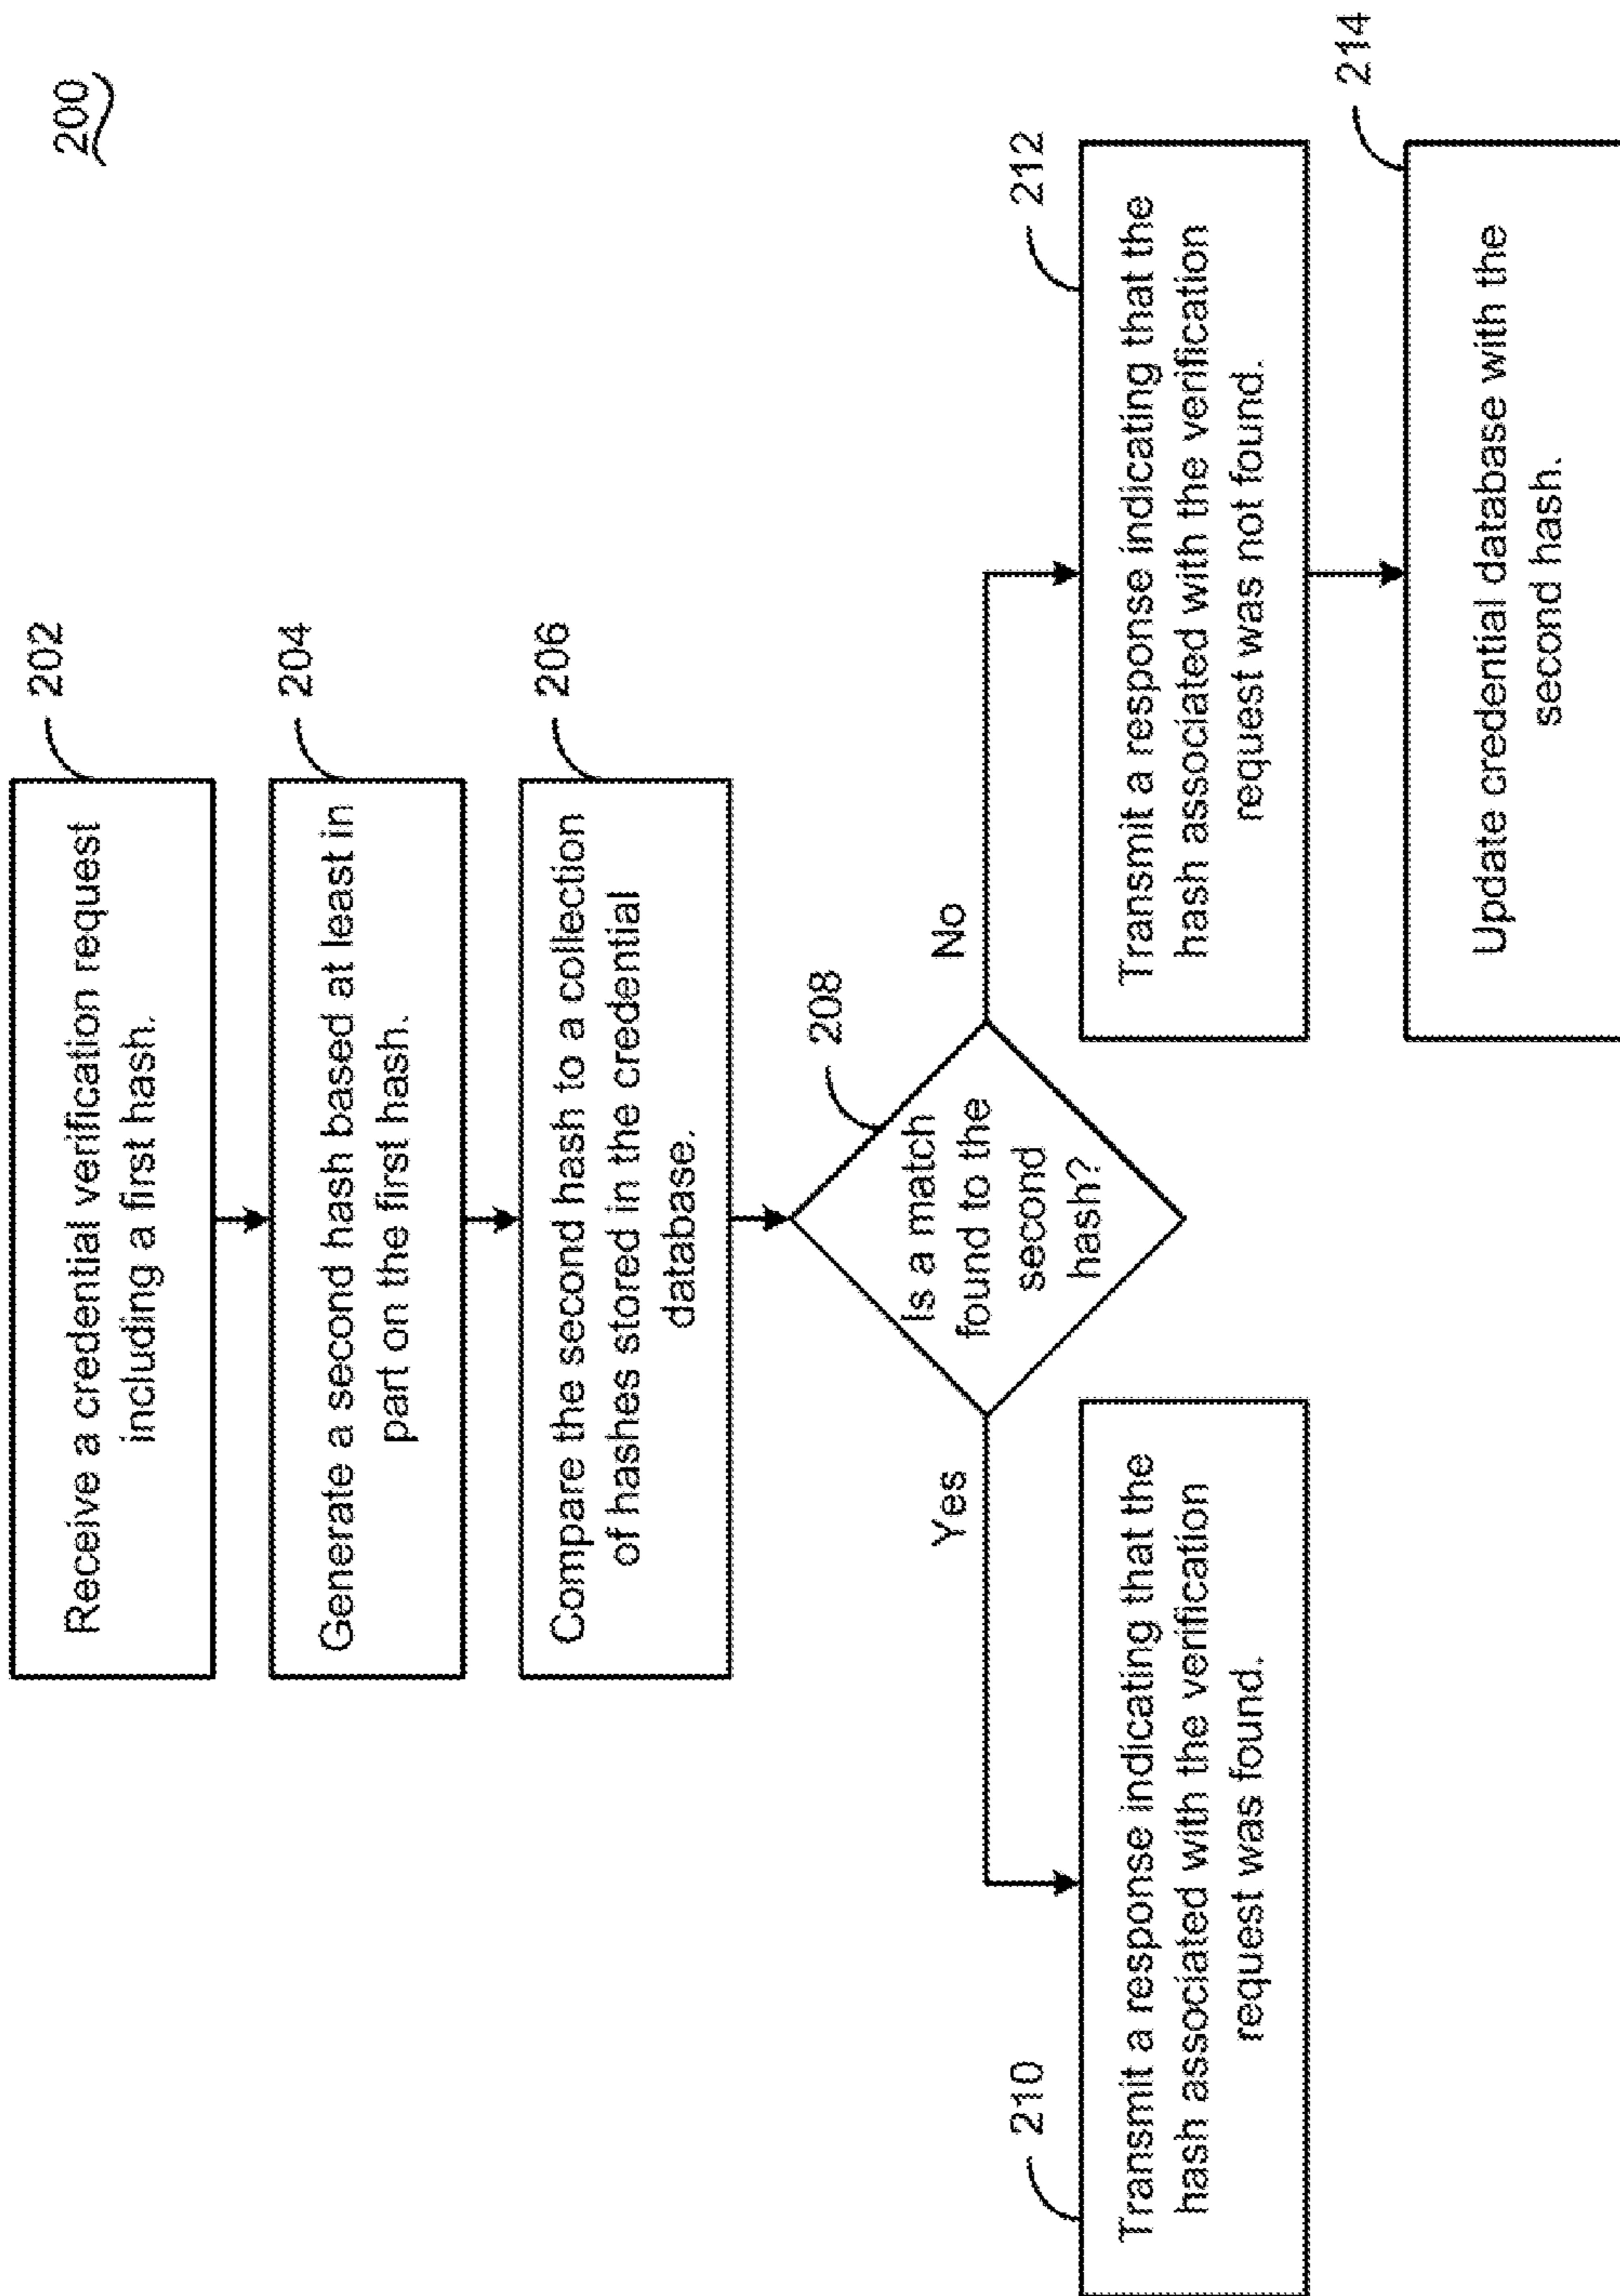 200
202
Receive a credential verification request
including a first hash.
204
Generate a second hash based at least in
part on the first hash.
206
Compare the second hash to a collection
of hashes stored in the credential
database.
208
Is a match
found to the
second
hash?
Yes
No
210
Transmit a response indicating that the
hash associated with the verification
request was found.
212
Transmit a response indicating that the
hash associated with the verification
request was not found.
214
Update credential database with the
second hash.